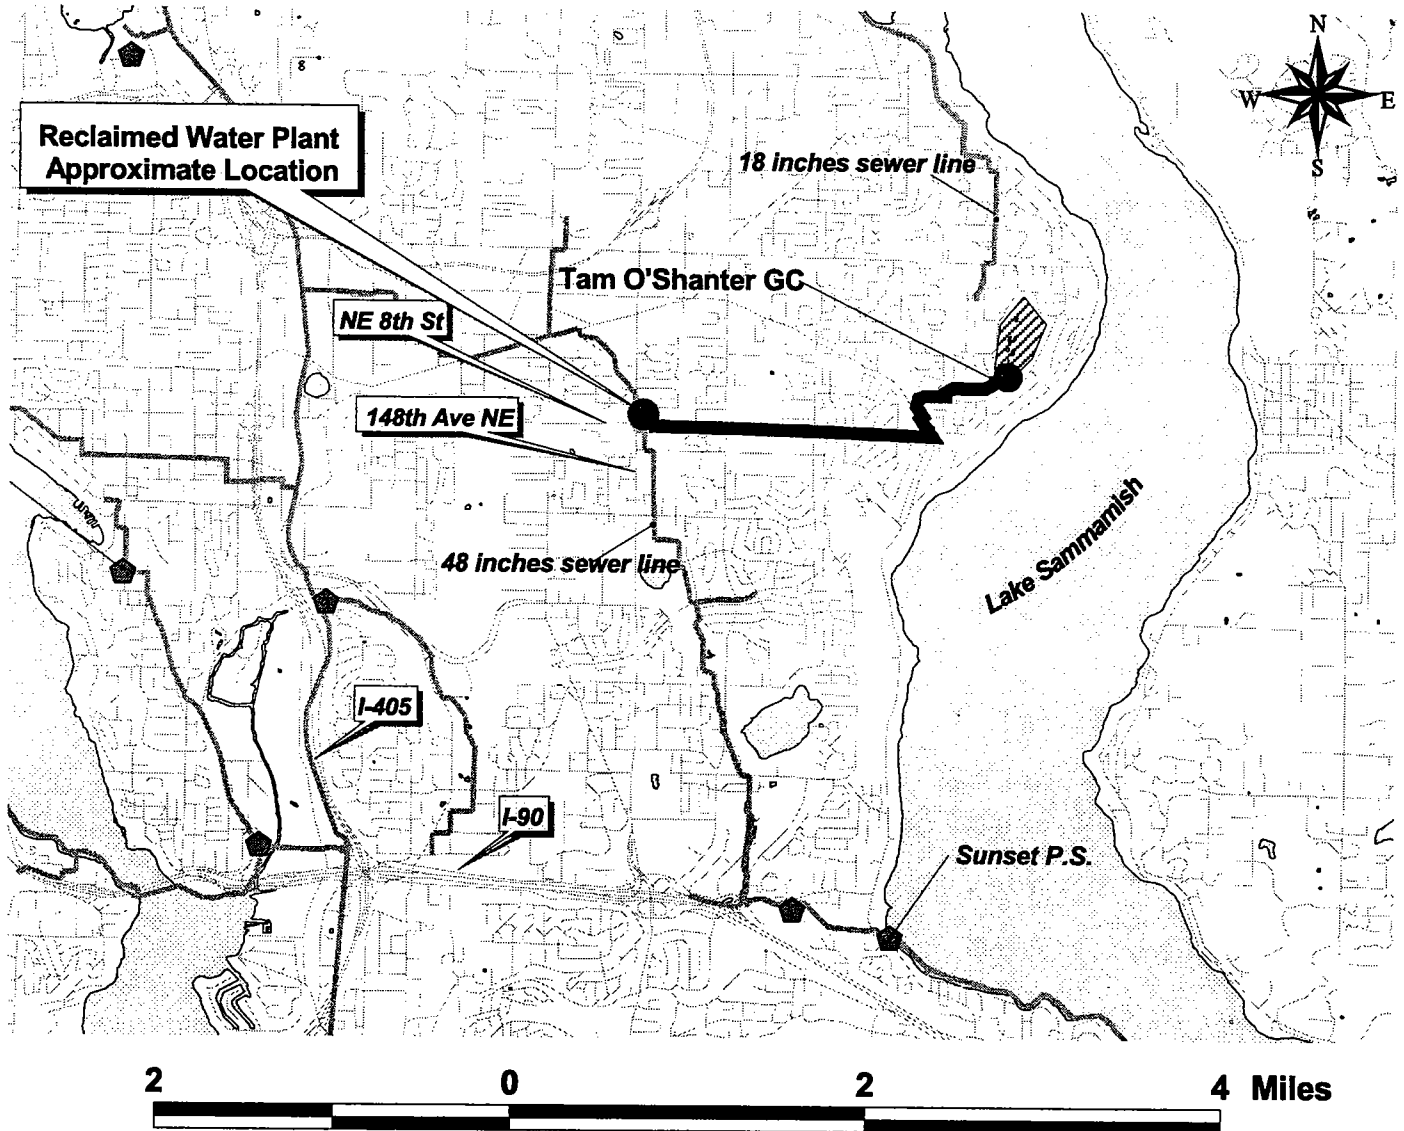 N
W E
S
Reclaimed Water Plant
Approximate Location
18 inches sewer line
Tam O'Shanter GC
NE 8th St
148th Ave NE
48 inches sewer line
Lake Sammamish
I-405
I-90
Sunset P.S.
2 0 2 4 Miles